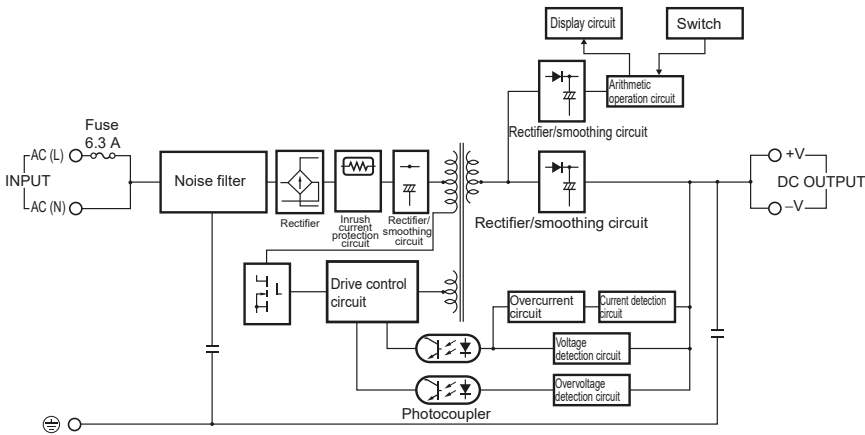 Display circuit
Switch
Arithmetic
operation circuit
Rectifier/smoothing circuit
Fuse
6.3 A
AC (L)
INPUT
AC (N)
Noise filter
Rectifier
Inrush
current
protection
circuit
Rectifier/
smoothing
circuit
Rectifier/smoothing circuit
+V
DC OUTPUT
–V
Drive control
circuit
Overcurrent
circuit
Current detection
circuit
Voltage
detection circuit
Overvoltage
detection circuit
Photocoupler